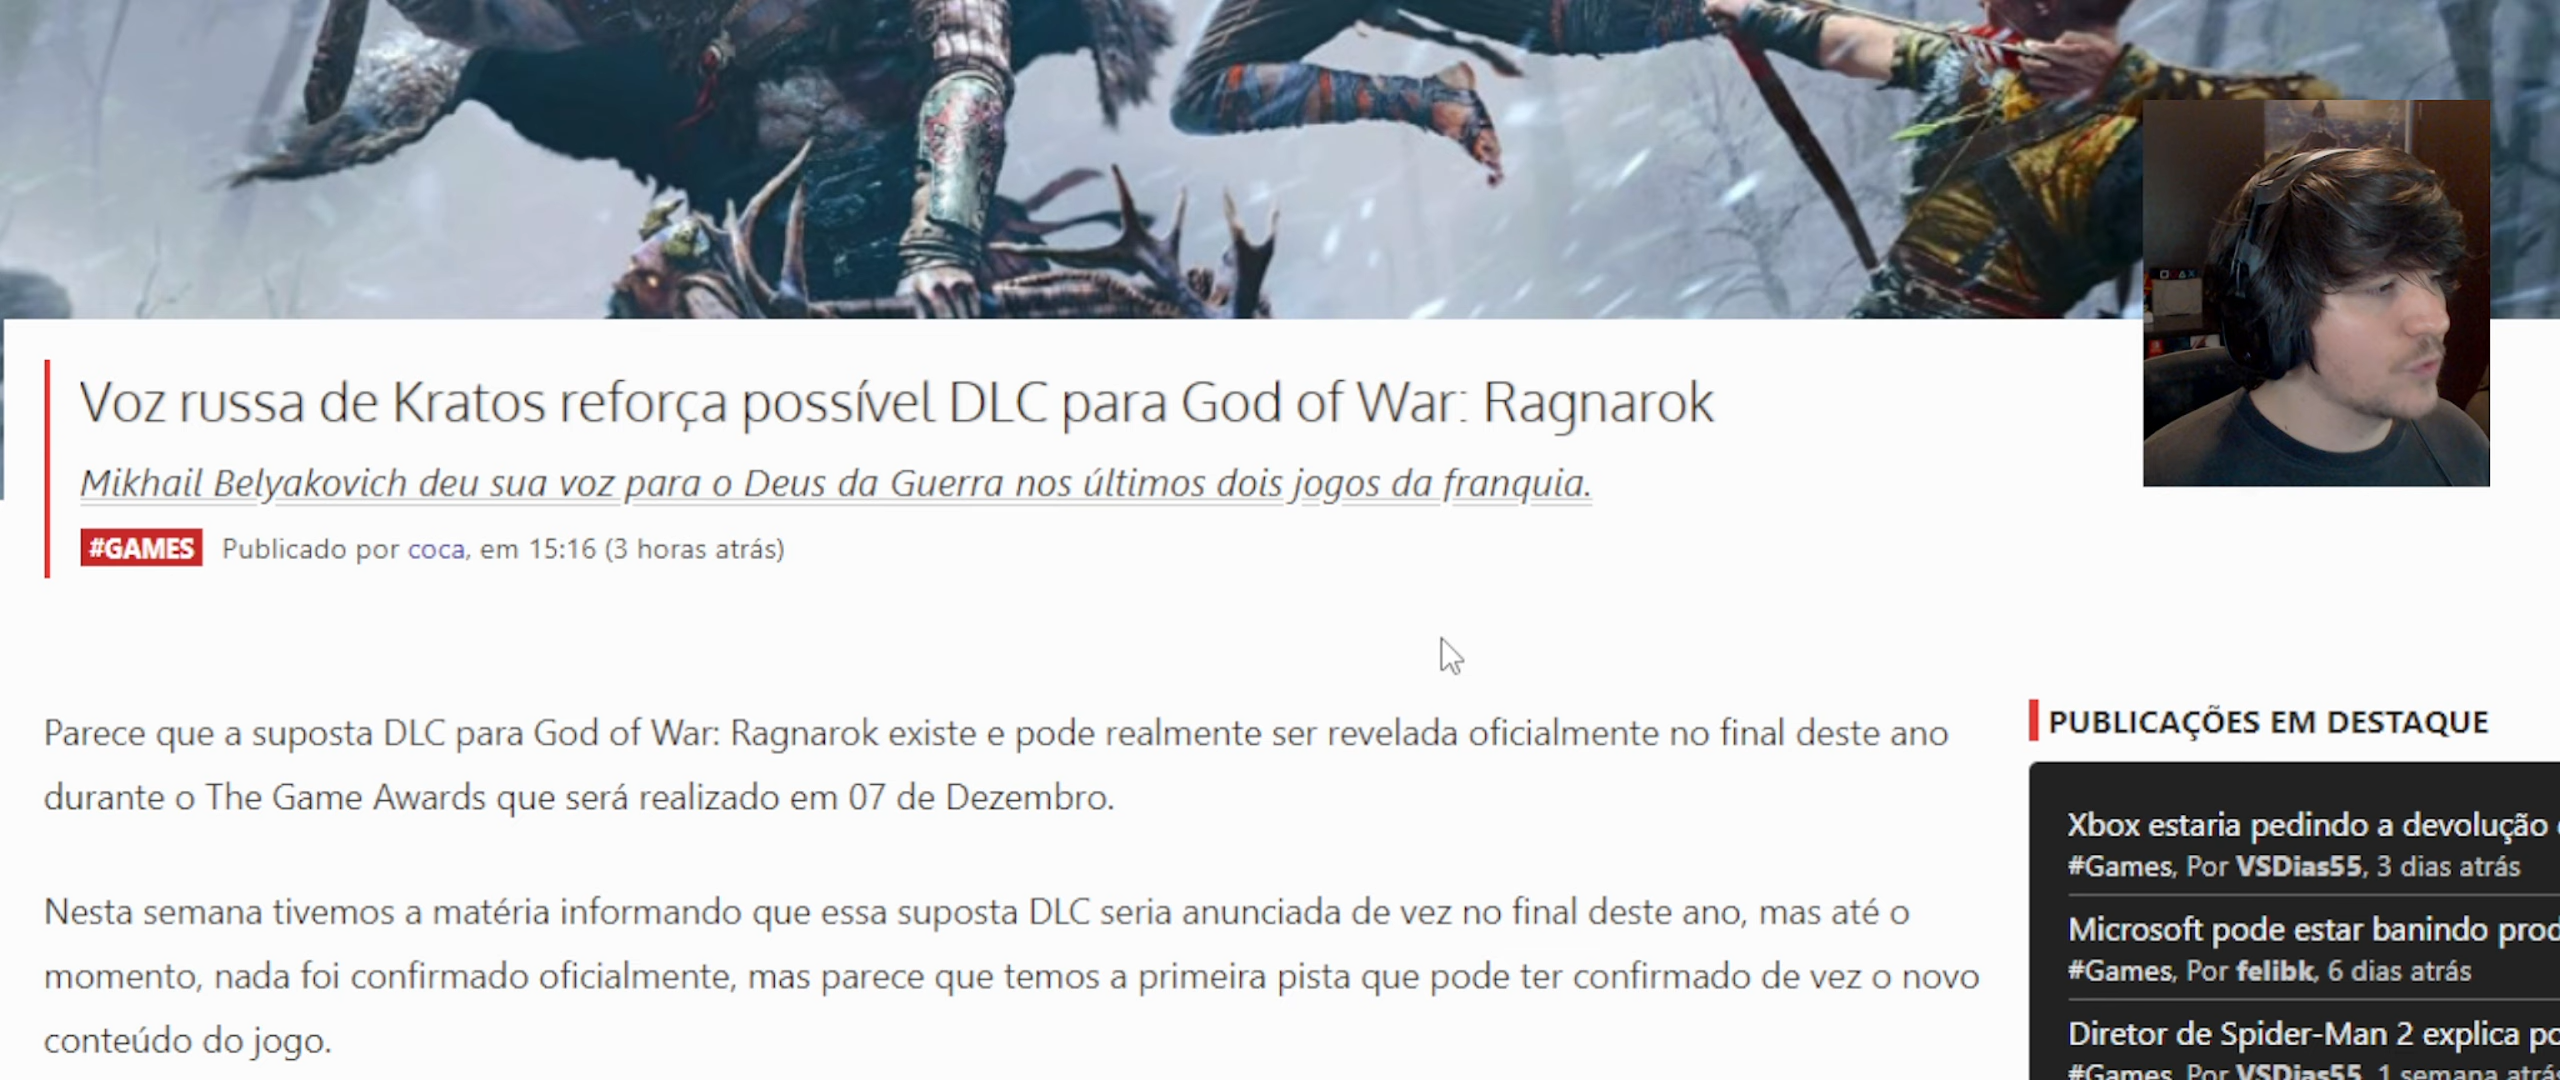 Voz russa de Kratos reforça possível DLC para God of War: Ragnarok
Mikhail Belyakovich deu sua voz para o Deus da Guerra nos últimos dois jogos da franquia.
#GAMES Publicado por coca, em 15:16 (3 horas atrás)
Parece que a suposta DLC para God of War: Ragnarok existe e pode realmente ser revelada oficialmente no final deste ano
durante o The Game Awards que será realizado em 07 de Dezembro.
Nesta semana tivemos a matéria informando que essa suposta DLC seria anunciada de vez no final deste ano, mas até o
momento, nada foi confirmado oficialmente, mas parece que temos a primeira pista que pode ter confirmado de vez o novo
conteúdo do jogo.
PUBLICAÇÕES EM DESTAQUE
Xbox estaria pedindo a devolução
#Games, Por VSDias55, 3 dias atrás
Microsoft pode estar banindo prod
#Games, Por felibk, 6 dias atrás
Diretor de Spider-Man 2 explica po
#Games, Por VSDias55, 1 semana atrás